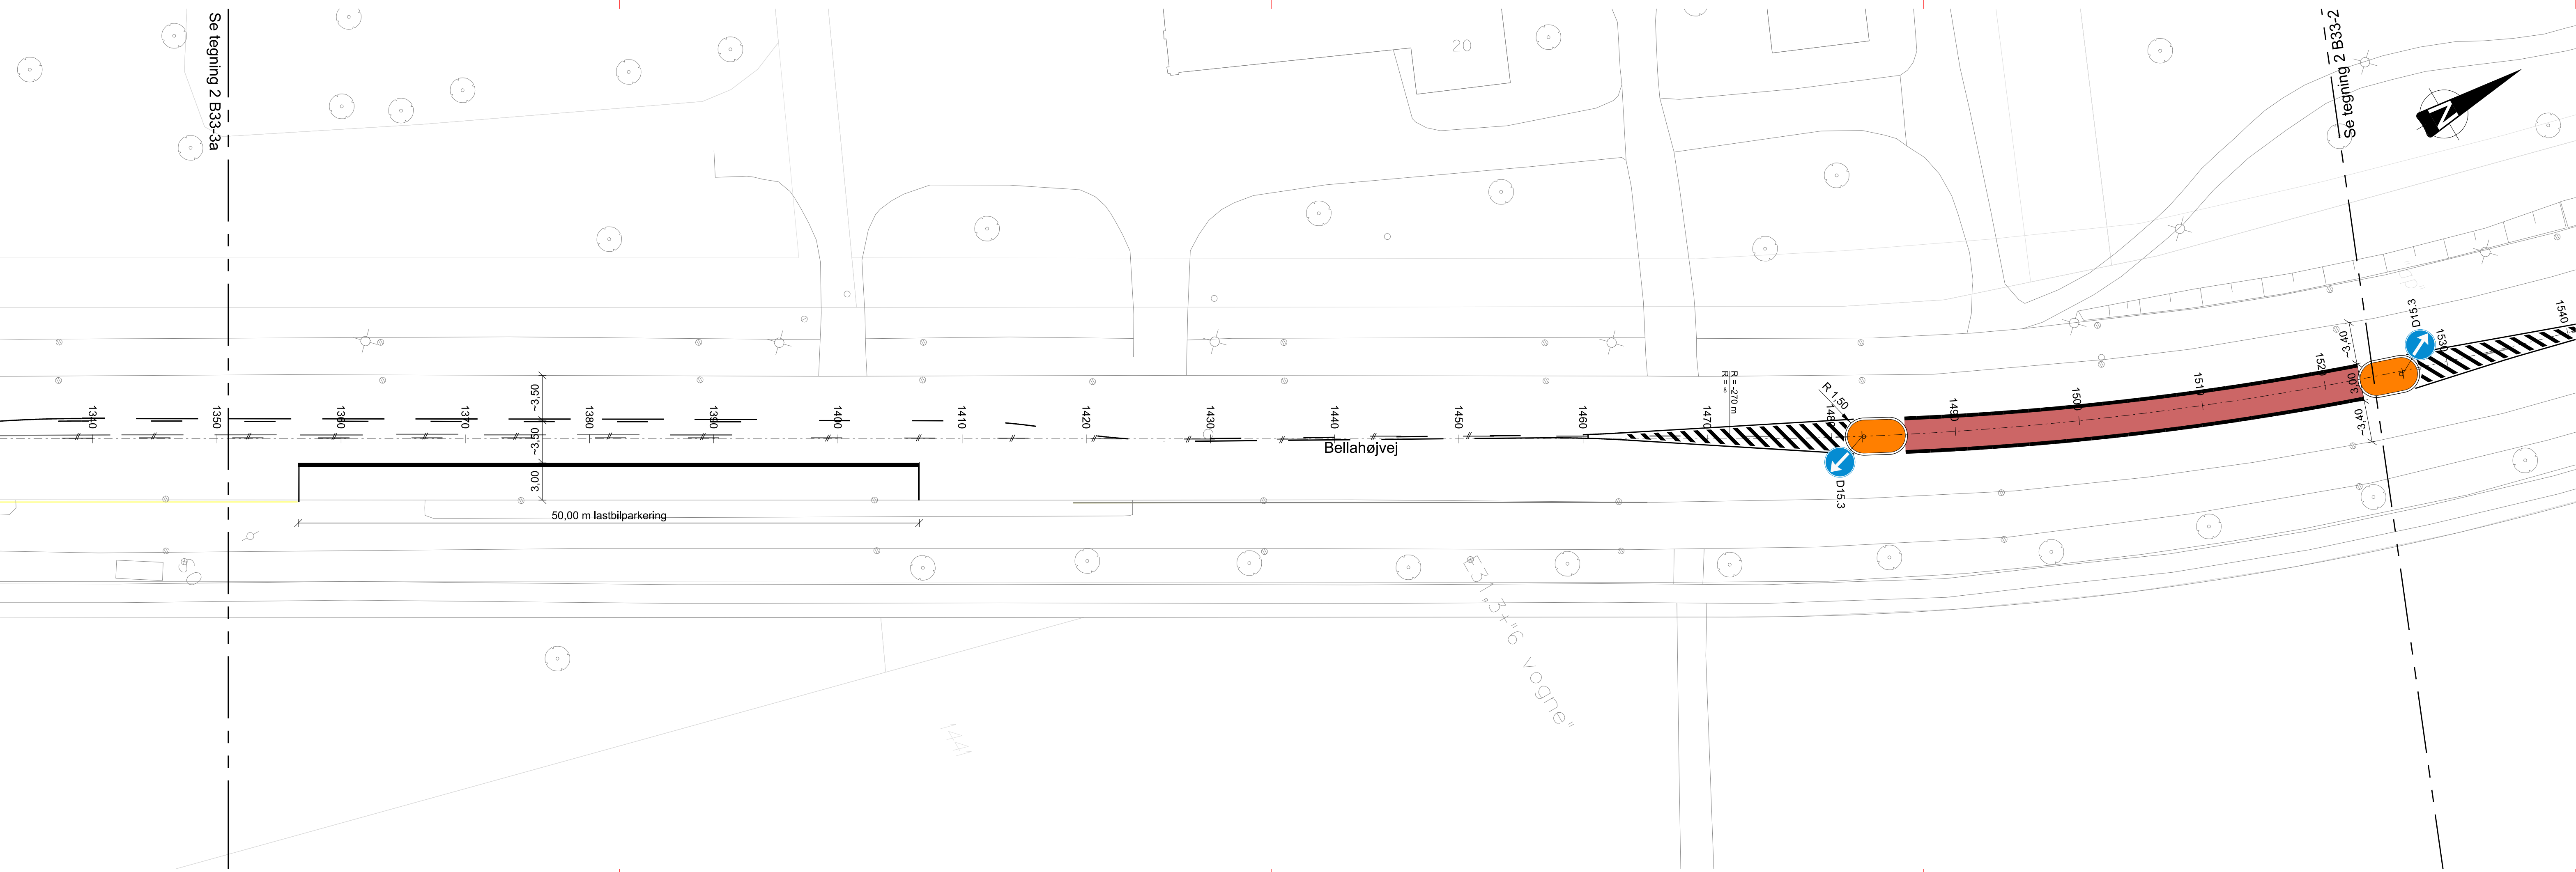 Se tegning 2 B33-3a
20
Se tegning 2 B33-2
N
1340
1350
1360
1370
1380
1390
1400
1410
1420
1430
1440
1450
1460
1470
1480
1490
1500
1510
1520
1530
1540
~3,50
~3,50
3,00
R = -270 m
R = ∞
R 1,50
D15.3
~3,40
3,00
~3,40
D15.3
Bellahøjvej
50,00 m lastbilparkering
vogne"